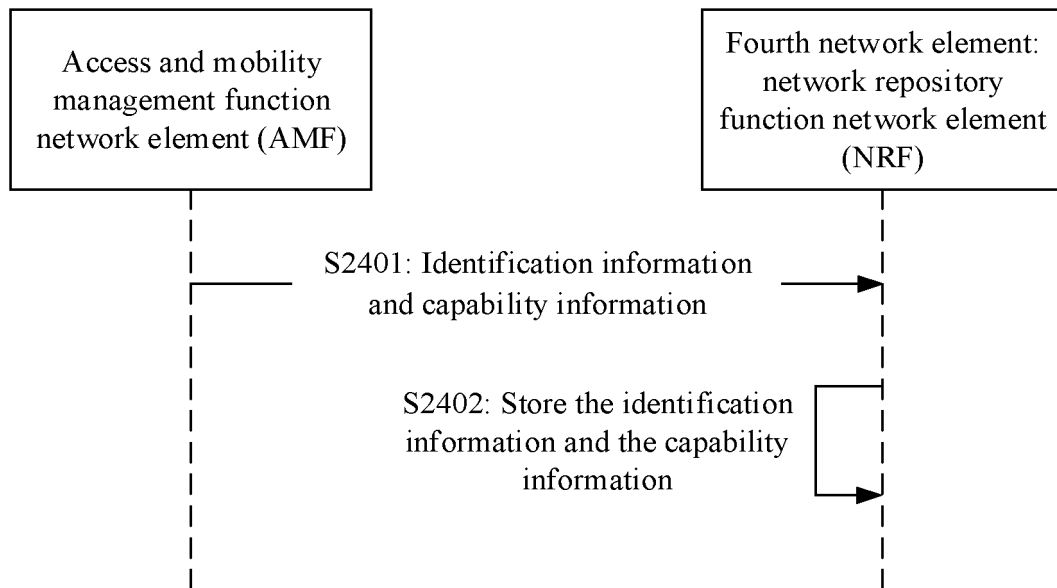 Access and mobility
management function
network element (AMF)
Fourth network element:
network repository
function network element
(NRF)
S2401: Identification information
and capability information
S2402: Store the identification
information and the capability
information